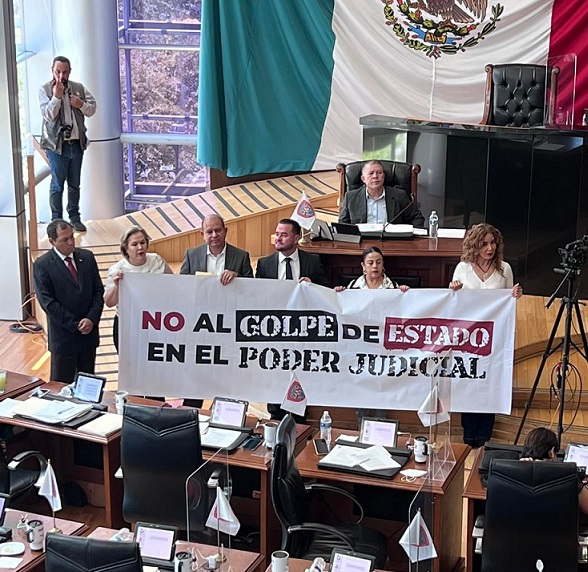 NO AL GOLPE DE ESTADO
EN EL PODER JUDICIAL